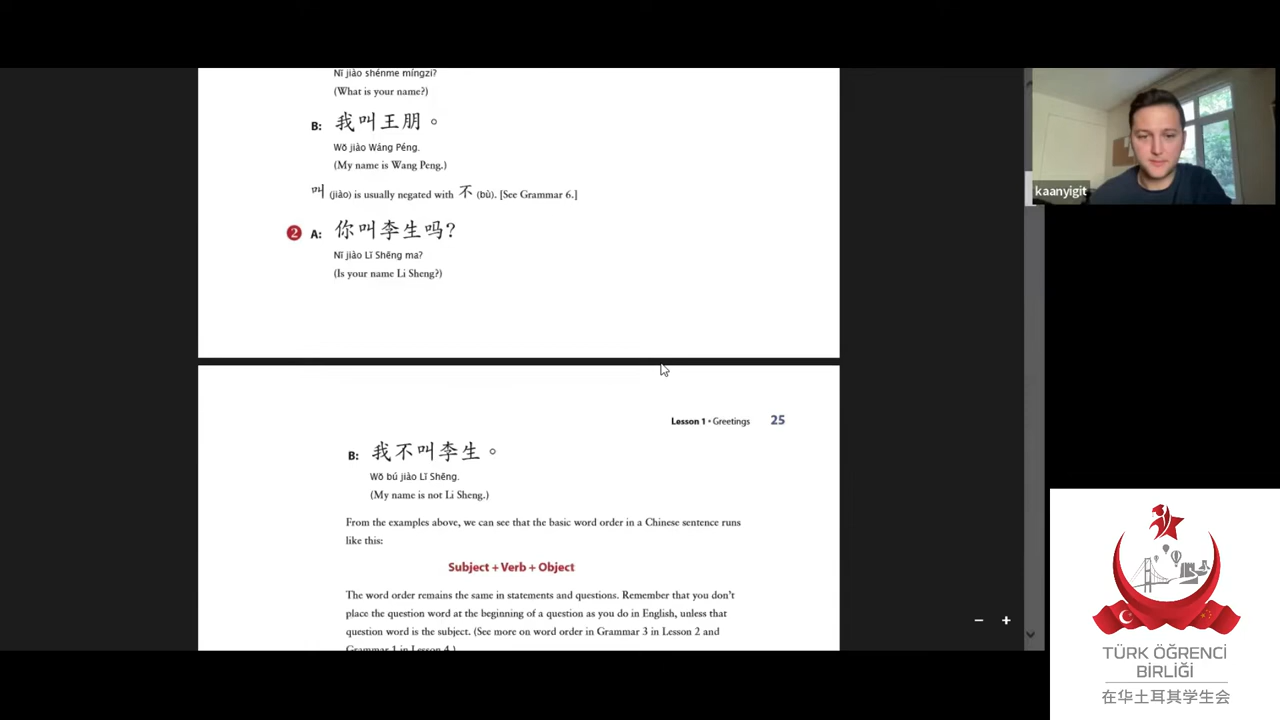 Nǐ jiào shénme míngzi?
(What is your name?)
B: 我叫王朋。
Wǒ jiào Wáng Péng.
(My name is Wang Peng.)
叫 (jiào) is usually negated with 不 (bù). [See Grammar 6.]
2 A: 你叫李生吗?
Nǐ jiào Lǐ Shēng ma?
(Is your name Li Sheng?)
Lesson 1 • Greetings 25
B: 我不叫李生。
Wǒ bú jiào Lǐ Shēng.
(My name is not Li Sheng.)
From the examples above, we can see that the basic word order in a Chinese sentence runs
like this:
Subject + Verb + Object
The word order remains the same in statements and questions. Remember that you don't
place the question word at the beginning of a question as you do in English, unless that
question word is the subject. (See more on word order in Grammar 3 in Lesson 2 and
Grammar 1 in Lesson 4.)
kaanyigit
TÜRK ÖĞRENCİ
BİRLİĞİ
在华土耳其学生会